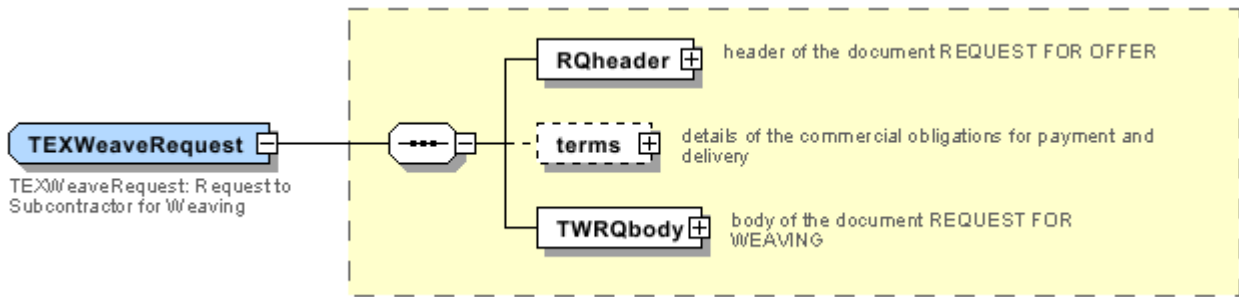 RQheader
header of the document REQUEST FOR OFFER
TEXWeaveRequest
TEXWeaveRequest: Request to
Subcontractor for Weaving
terms
details of the commercial obligations for payment and
delivery
TWRQbody
body of the document REQUEST FOR
WEAVING